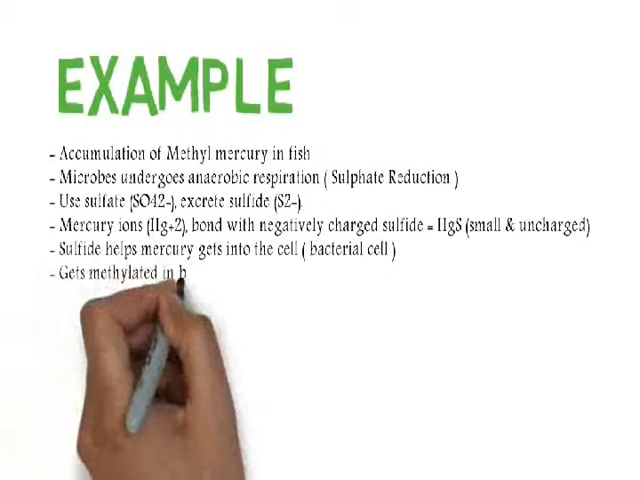 EXAMPLE
- Accumulation of Methyl mercury in fish
- Microbes undergoes anaerobic respiration ( Sulphate Reduction )
- Use sulfate (SO42-), excrete sulfide (S2-).
- Mercury ions (Hg+2), bond with negatively charged sulfide = HgS (small & uncharged)
- Sulfide helps mercury gets into the cell ( bacterial cell )
- Gets methylated in b